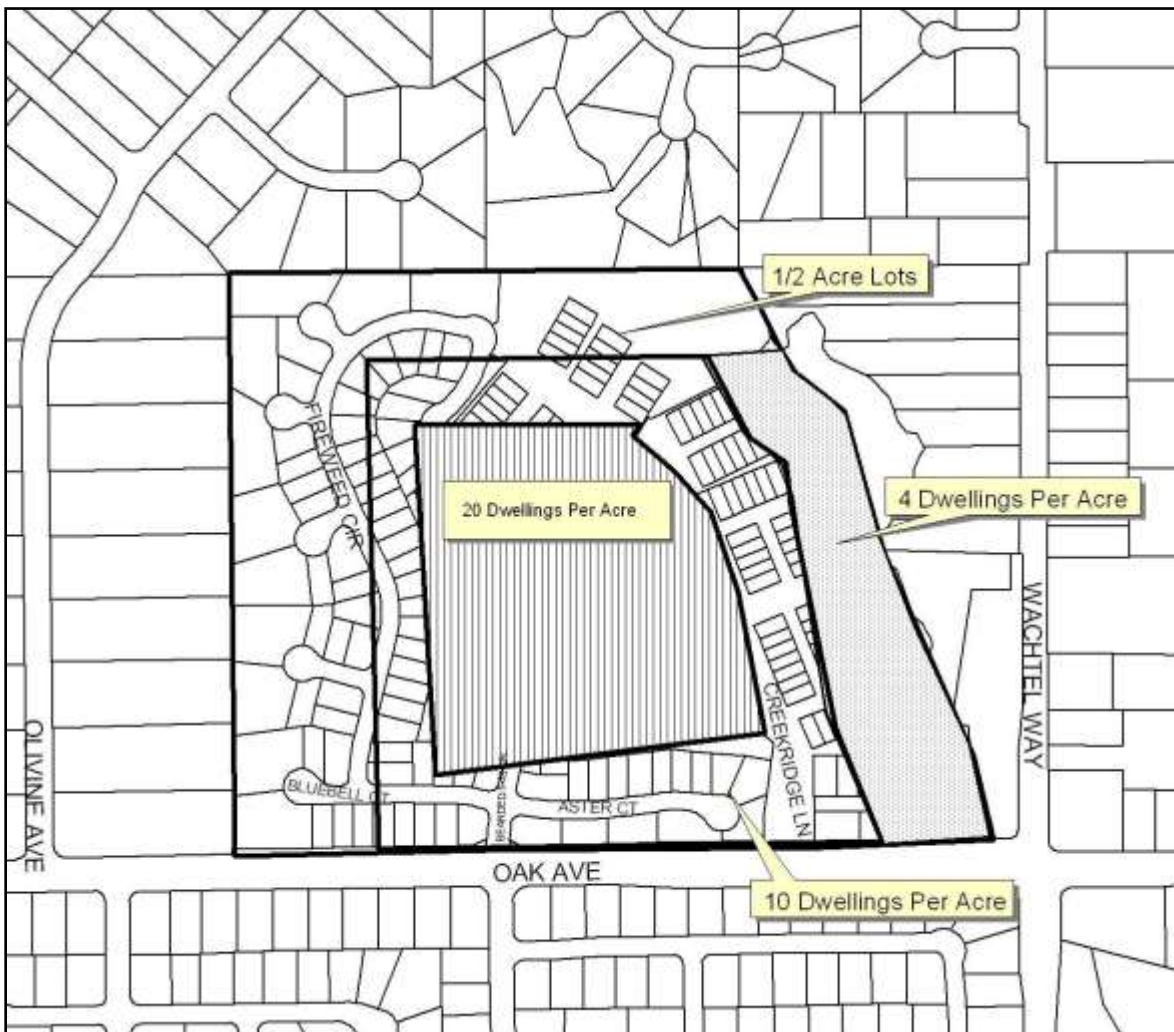 1/2 Acre Lots
FIREWEED CIR
20 Dwellings Per Acre
4 Dwellings Per Acre
WACHTEL WAY
CREEKRIDGE LN
OLIVINE AVE
BLUEBELL CT
BEARDED
ASTER CT
OAK AVE
10 Dwellings Per Acre